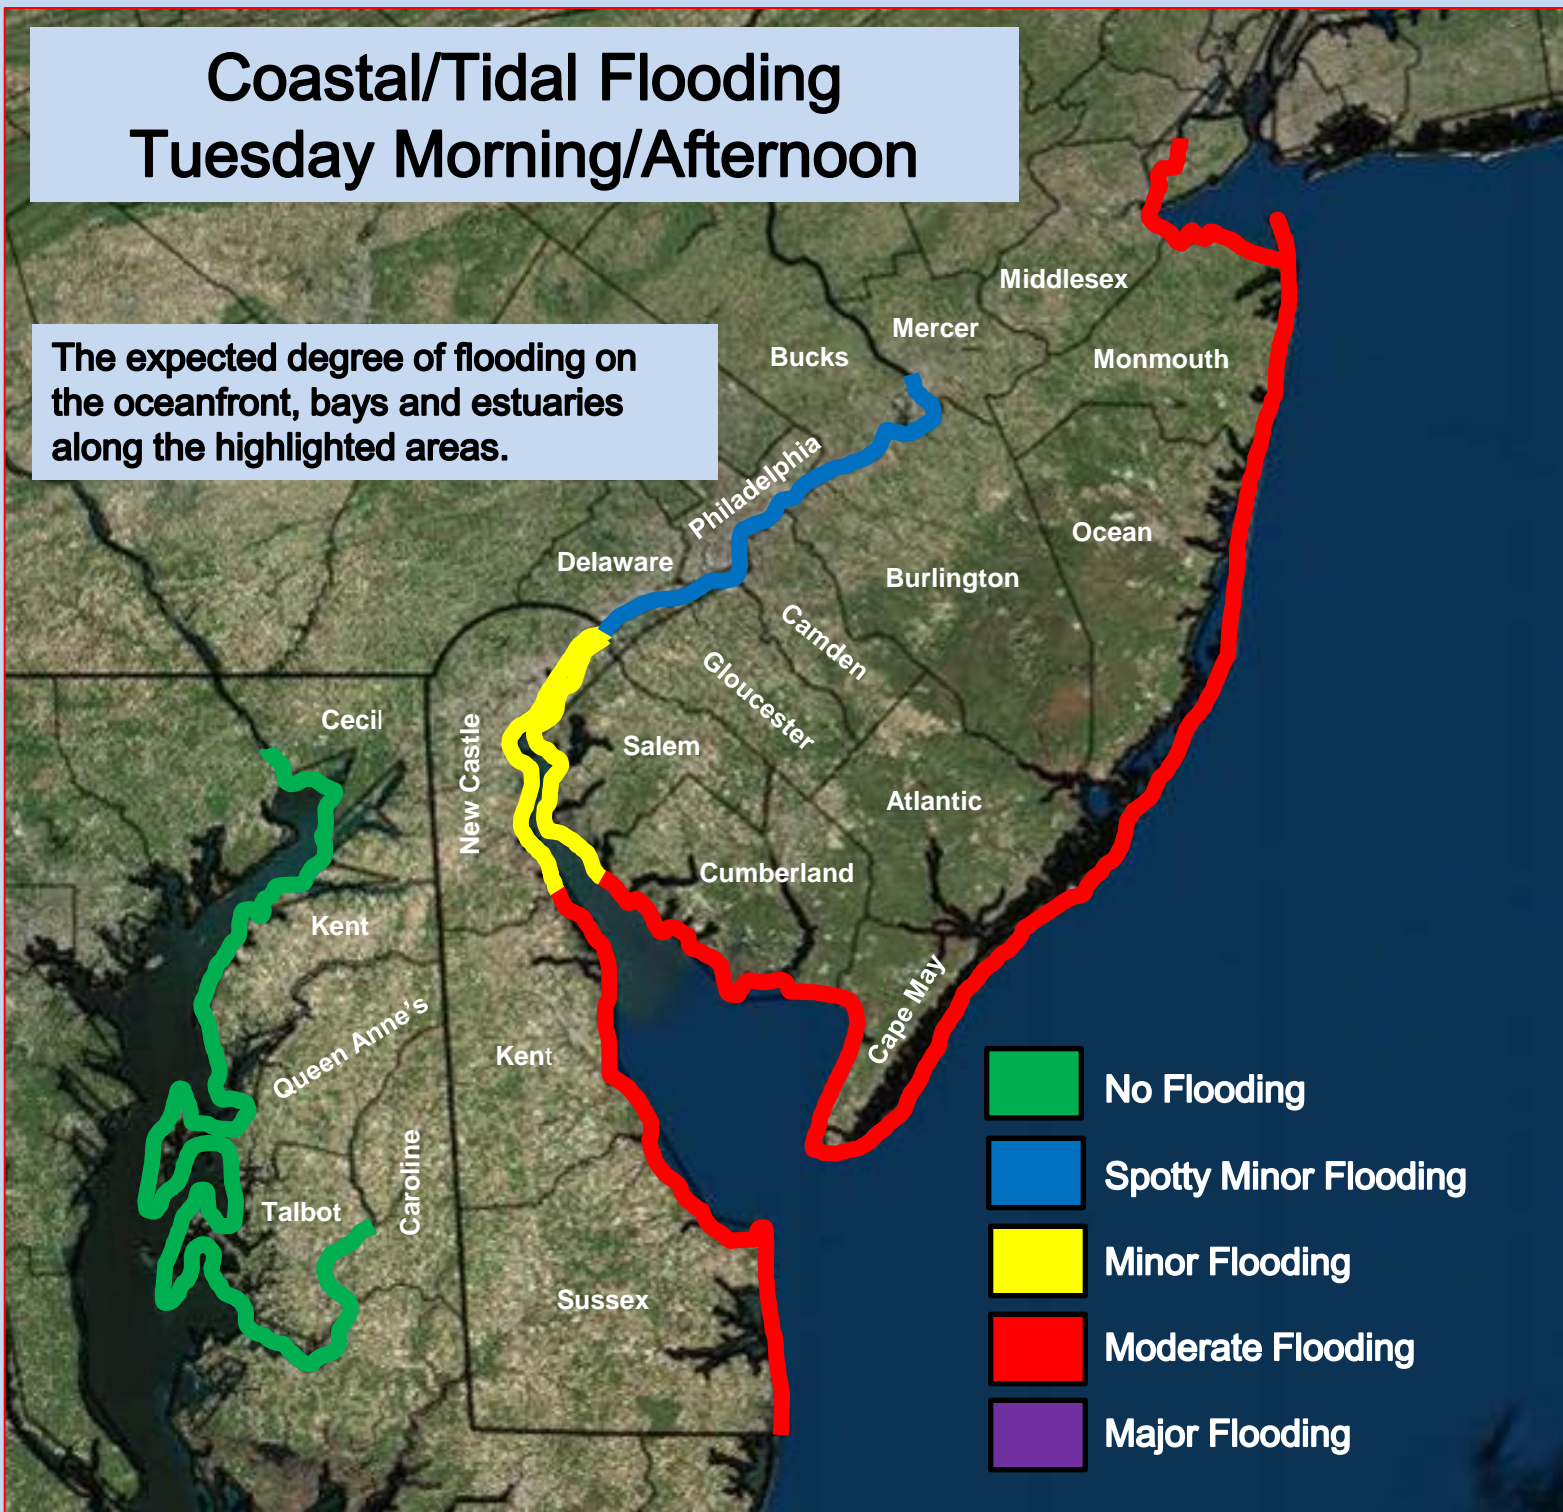 Coastal/Tidal Flooding
Tuesday Morning/Afternoon
The expected degree of flooding on
the oceanfront, bays and estuaries
along the highlighted areas.
Middlesex
Mercer
Bucks
Monmouth
Philadelphia
Ocean
Delaware
Burlington
Camden
Gloucester
Cecil
New Castle
Salem
Atlantic
Cumberland
Kent
Cape May
Queen Anne's
Kent
Caroline
Talbot
Sussex
No Flooding
Spotty Minor Flooding
Minor Flooding
Moderate Flooding
Major Flooding